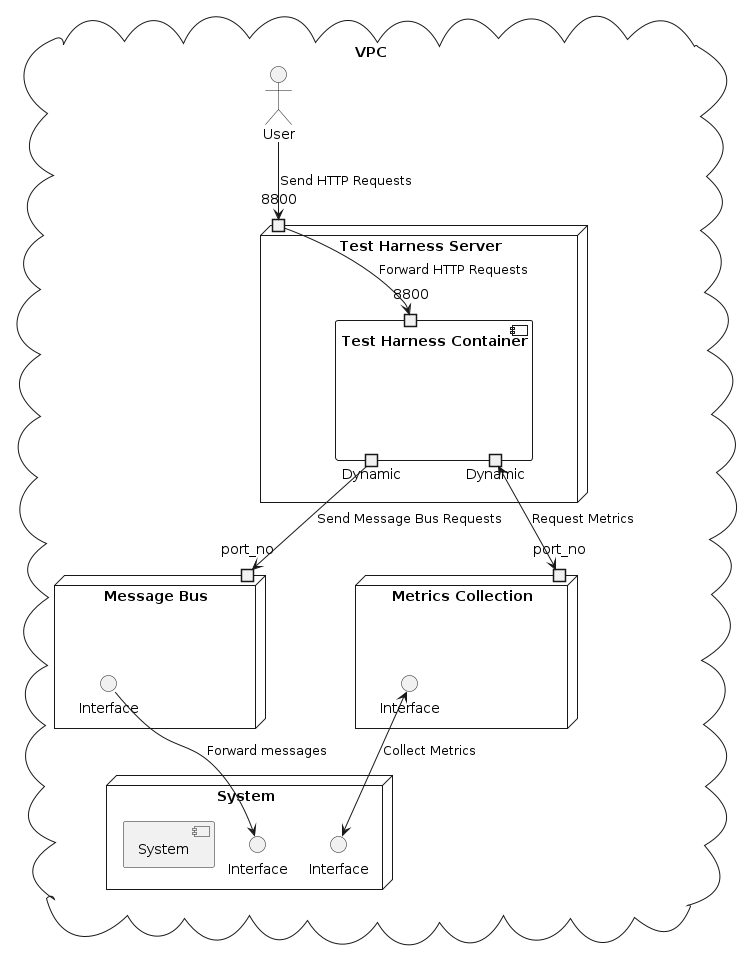 VPC
User
Send HTTP Requests
8800
Test Harness Server
Forward HTTP Requests
8800
Test Harness Container
Dynamic
Dynamic
Send Message Bus Requests
Request Metrics
port_no
port_no
Message Bus
Metrics Collection
Interface
Interface
Forward messages
Collect Metrics
System
System
Interface
Interface